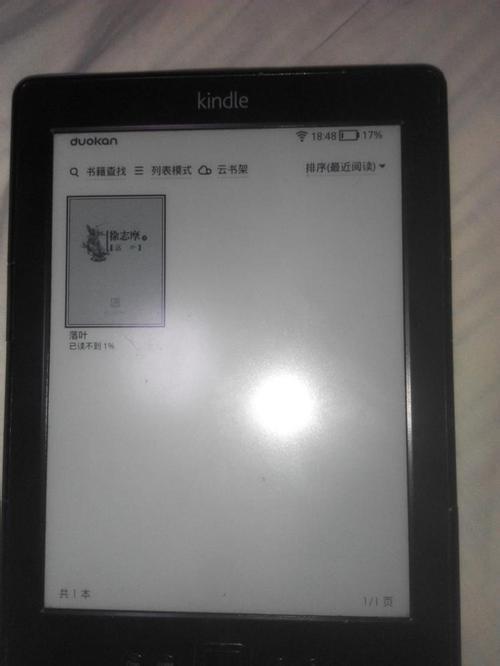 kindle
duokan 18:48 17%
书籍查找 列表模式 云书架 排序(最近阅读)
徐志摩
落叶
已读不到 1%
共 1 本 1/1 页